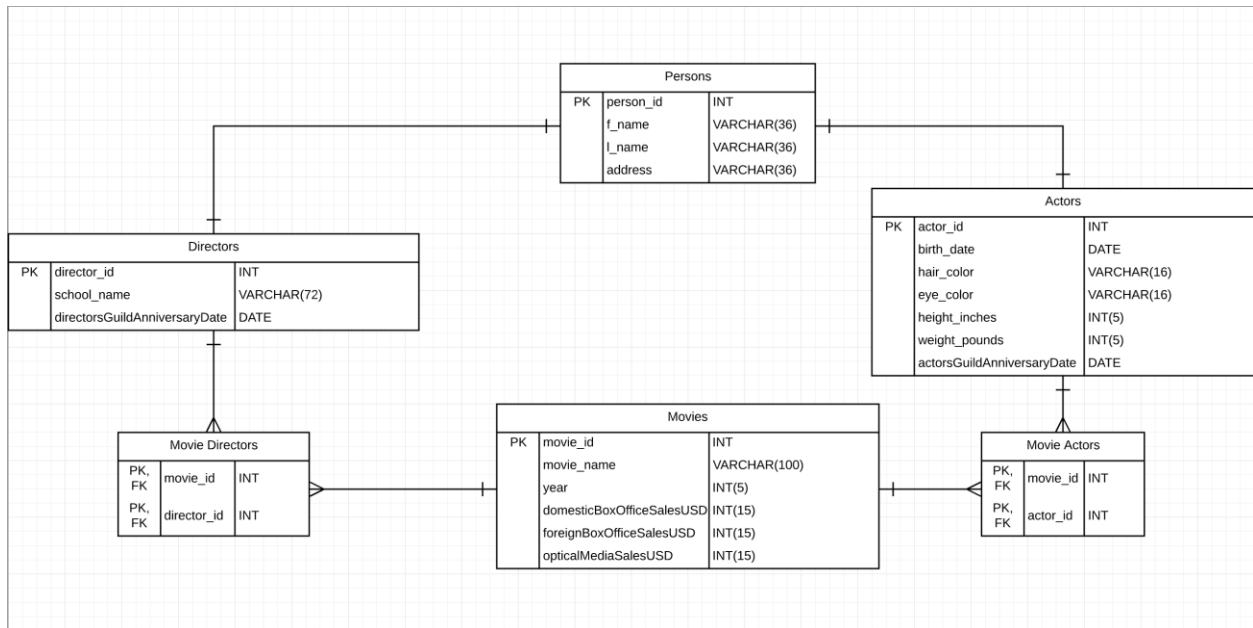 Persons
PK person_id INT
f_name VARCHAR(36)
l_name VARCHAR(36)
address VARCHAR(36)
Directors
PK director_id INT
school_name VARCHAR(72)
directorsGuildAnniversaryDate DATE
Actors
PK actor_id INT
birth_date DATE
hair_color VARCHAR(16)
eye_color VARCHAR(16)
height_inches INT(5)
weight_pounds INT(5)
actorsGuildAnniversaryDate DATE
Movie Directors
PK,
FK movie_id INT
PK,
FK director_id INT
Movies
PK movie_id INT
movie_name VARCHAR(100)
year INT(5)
domesticBoxOfficeSalesUSD INT(15)
foreignBoxOfficeSalesUSD INT(15)
opticalMediaSalesUSD INT(15)
Movie Actors
PK,
FK movie_id INT
PK,
FK actor_id INT